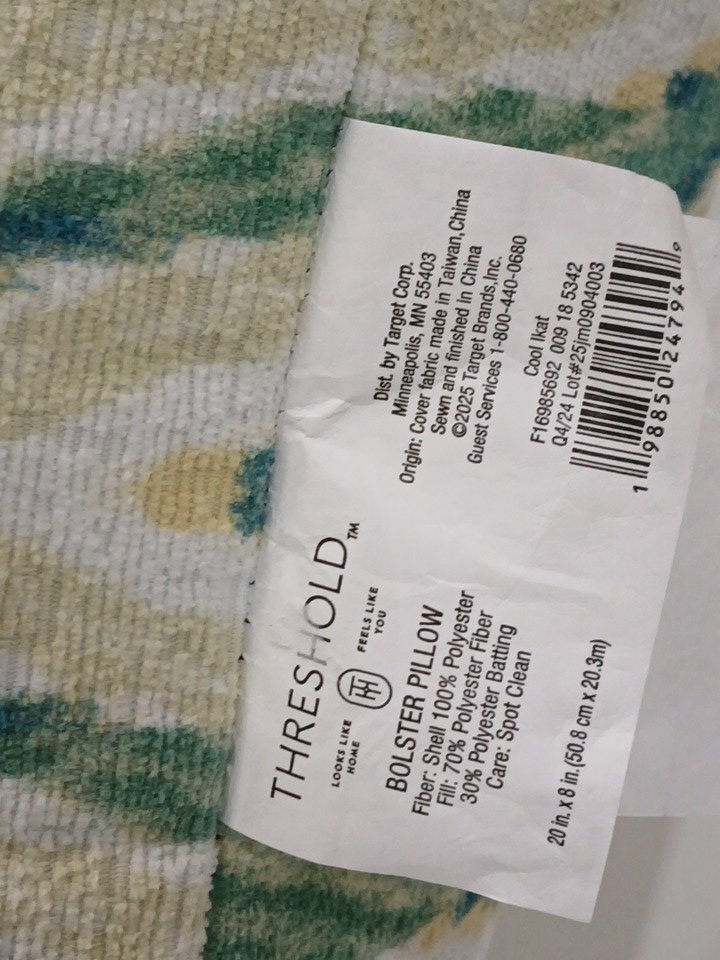 THRESHOLD™
LOOKS LIKE
HOME
TH
FEELS LIKE
YOU
BOLSTER PILLOW
Fiber: Shell 100% Polyester
Fill: 70% Polyester Fiber
30% Polyester Batting
Care: Spot Clean
20 in. x 8 in.(50.8 cm x 20.3m)
Dist. by Target Corp.
Minneapolis, MN 55403
Origin: Cover fabric made in Taiwan,China
Sewn and finished in China
©2025 Target Brands,Inc.
Guest Services 1-800-440-0680
Cool Ikat
F16985692 009 18 5342
Q4/24 Lot#25jm0904003
1 98850 24794 9